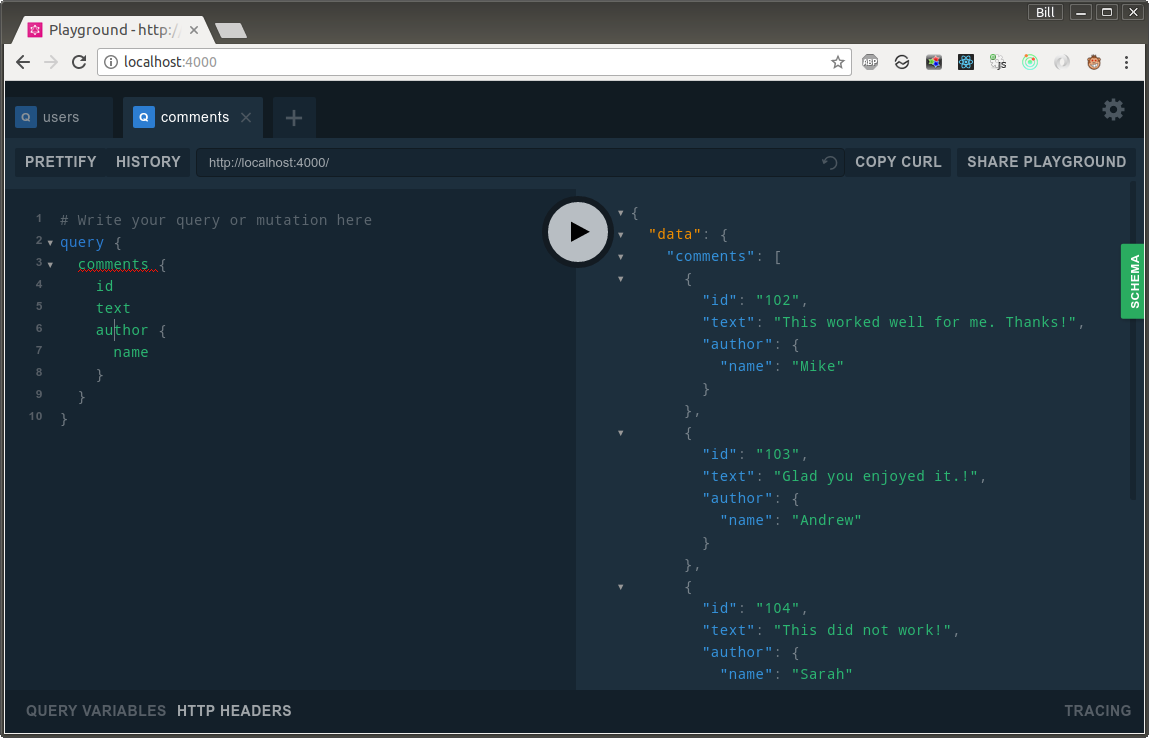 Bill
Playground - http://
localhost:4000
ABP
JS
Q users
Q comments
PRETTIFY HISTORY http://localhost:4000/ COPY CURL SHARE PLAYGROUND
1 # Write your query or mutation here
2 query {
3 comments {
4 id
5 text
6 author {
7 name
8 }
9 }
10 }
{
"data": {
"comments": [
{
"id": "102",
"text": "This worked well for me. Thanks!",
"author": {
"name": "Mike"
}
},
{
"id": "103",
"text": "Glad you enjoyed it.!",
"author": {
"name": "Andrew"
}
},
{
"id": "104",
"text": "This did not work!",
"author": {
"name": "Sarah"
SCHEMA
QUERY VARIABLES HTTP HEADERS TRACING